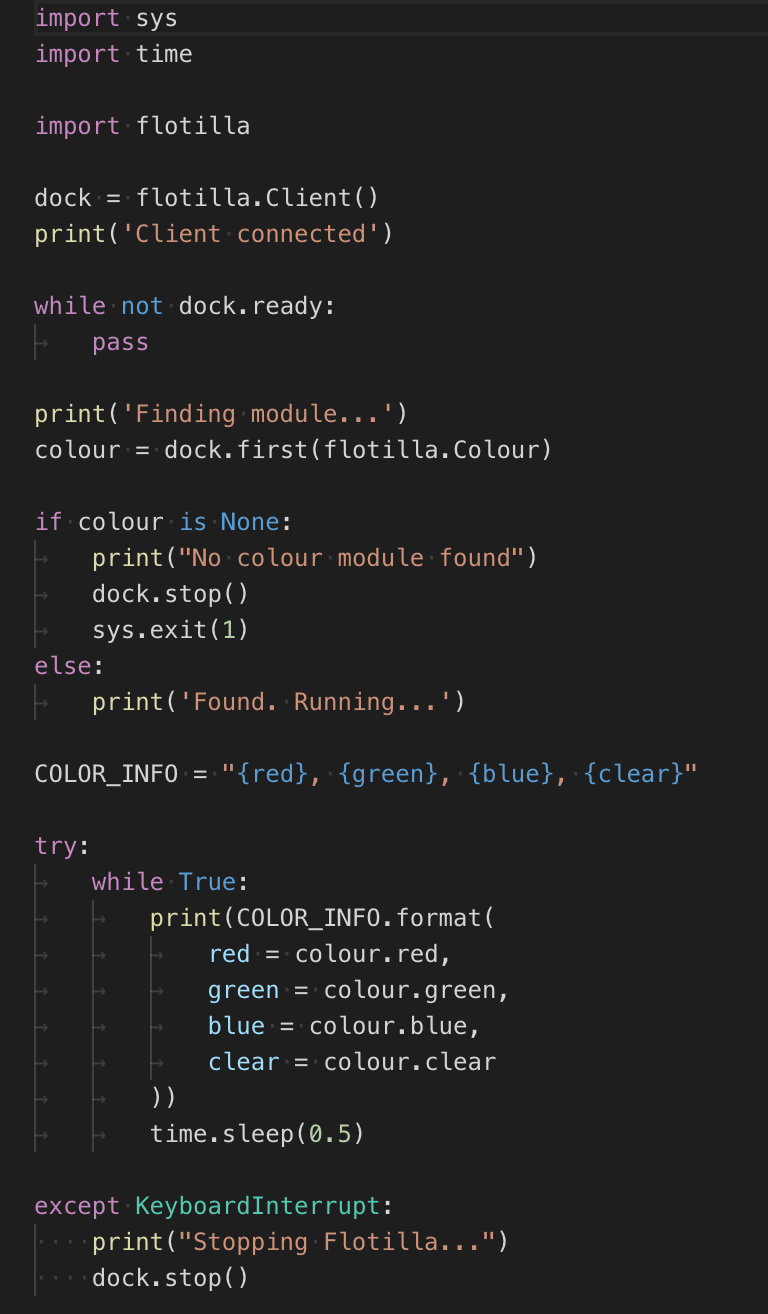 import sys
import time

import flotilla

dock = flotilla.Client()
print('Client connected')

while not dock.ready:
	pass

print('Finding module...')
colour = dock.first(flotilla.Colour)

if colour is None:
	print("No colour module found")
	dock.stop()
	sys.exit(1)
else:
	print('Found. Running...')

COLOR_INFO = "{red}, {green}, {blue}, {clear}"

try:
	while True:
		print(COLOR_INFO.format(
			red = colour.red,
			green = colour.green,
			blue = colour.blue,
			clear = colour.clear
		))
		time.sleep(0.5)

except KeyboardInterrupt:
    print("Stopping Flotilla...")
    dock.stop()